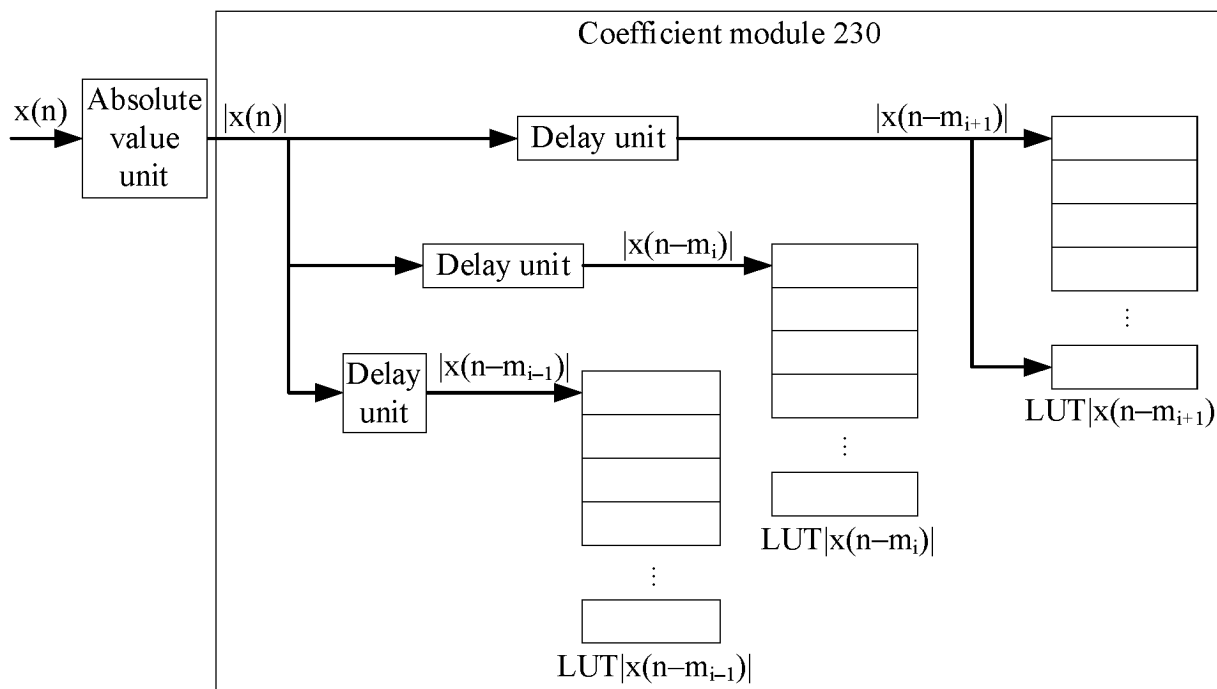 Coefficient module 230
x(n)
Absolute
value
unit
|x(n)|
Delay unit
|x(n–mᵢ₊₁)|
Delay unit
|x(n–mᵢ)|
Delay
unit
|x(n–mᵢ₋₁)|
⋮
LUT|x(n–mᵢ₊₁)
⋮
LUT|x(n–mᵢ)|
⋮
LUT|x(n–mᵢ₋₁)|